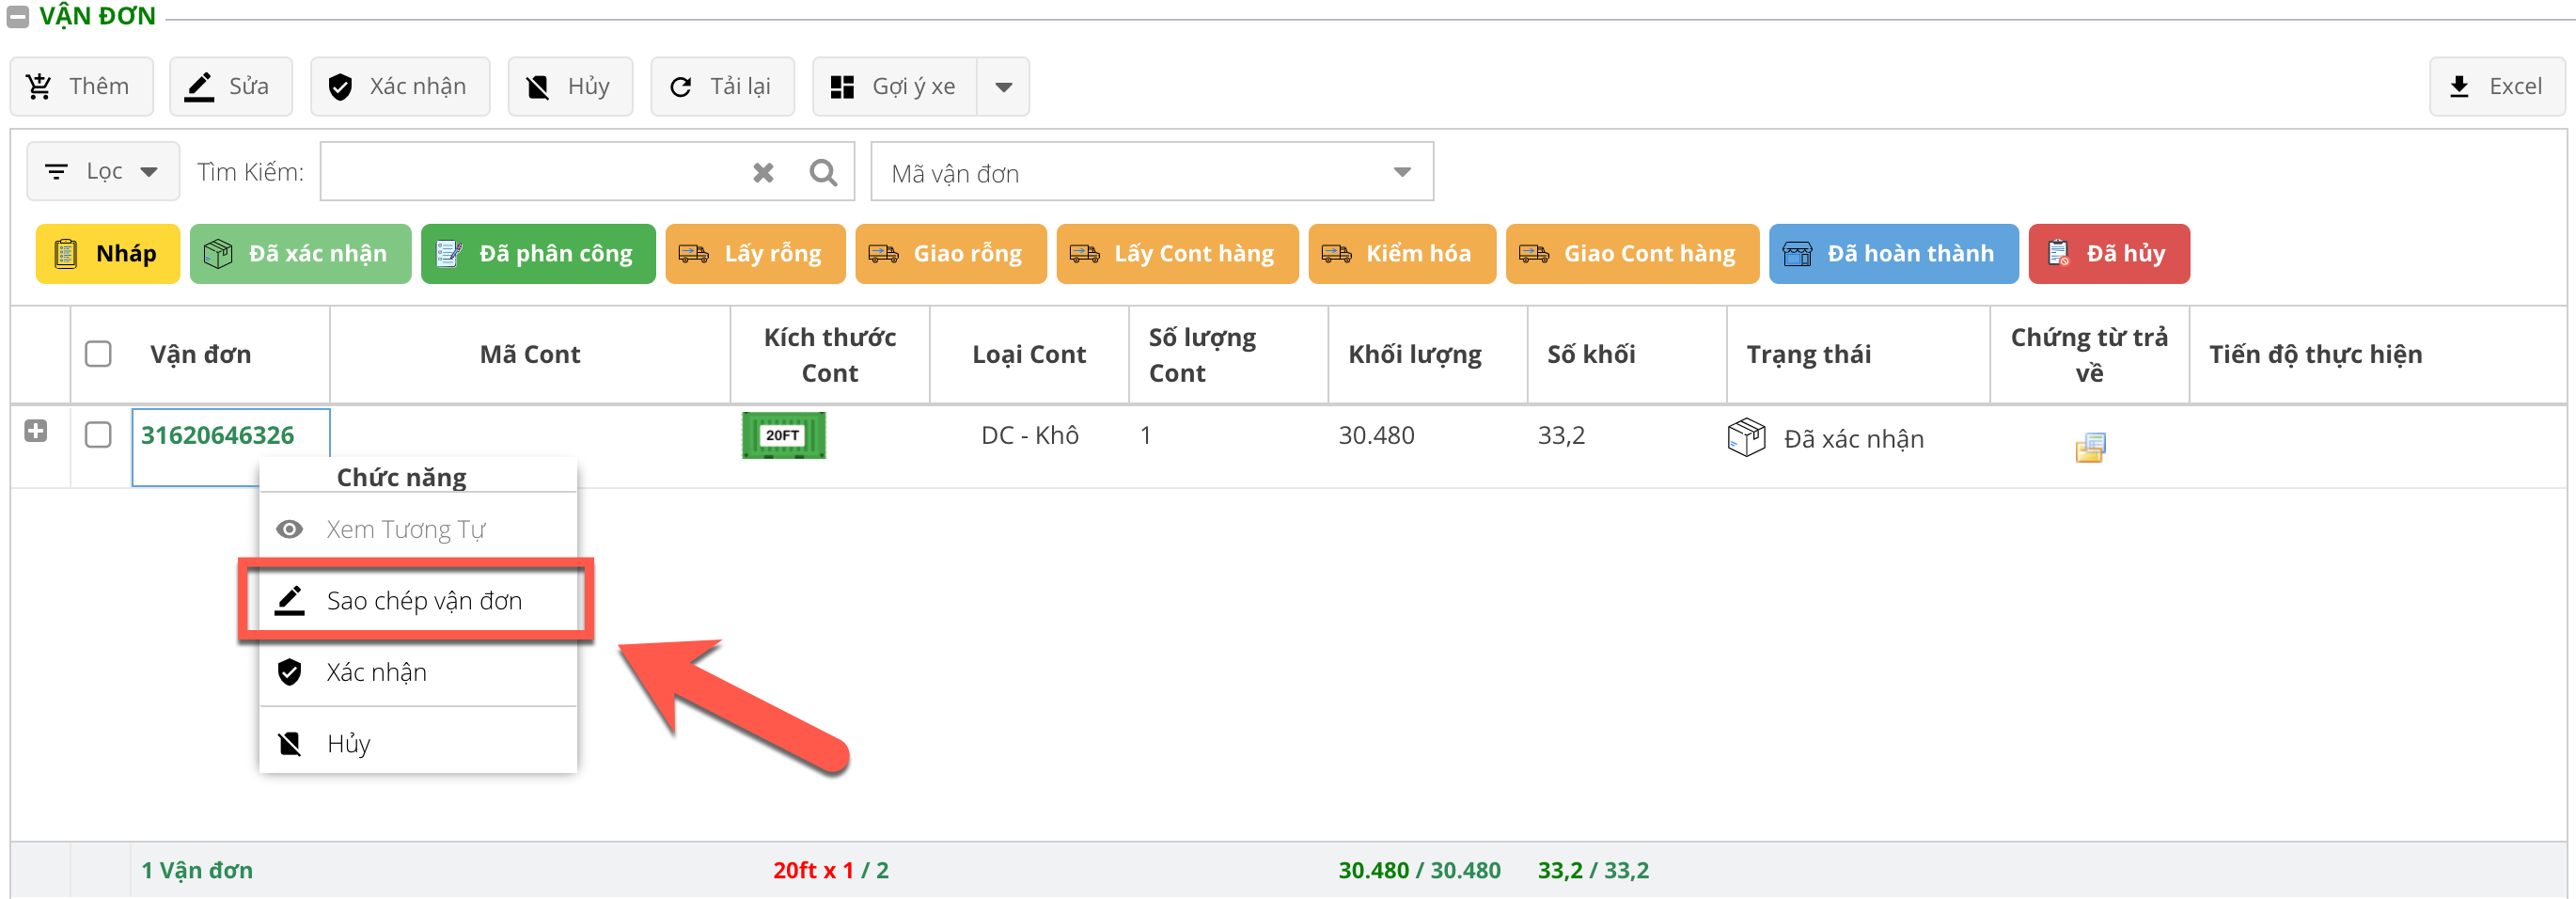 VẬN ĐƠN
Thêm Sửa Xác nhận Hủy Tải lại Gợi ý xe Excel
Lọc Tìm Kiếm: Mã vận đơn
Nháp Đã xác nhận Đã phân công Lấy rỗng Giao rỗng Lấy Cont hàng Kiểm hóa Giao Cont hàng Đã hoàn thành Đã hủy
Vận đơn Mã Cont Kích thước Cont Loại Cont Số lượng Cont Khối lượng Số khối Trạng thái Chứng từ trả về Tiến độ thực hiện
31620646326 20FT DC - Khô 1 30.480 33,2 Đã xác nhận
Chức năng
Xem Tương Tự
Sao chép vận đơn
Xác nhận
Hủy
1 Vận đơn 20ft x 1 / 2 30.480 / 30.480 33,2 / 33,2